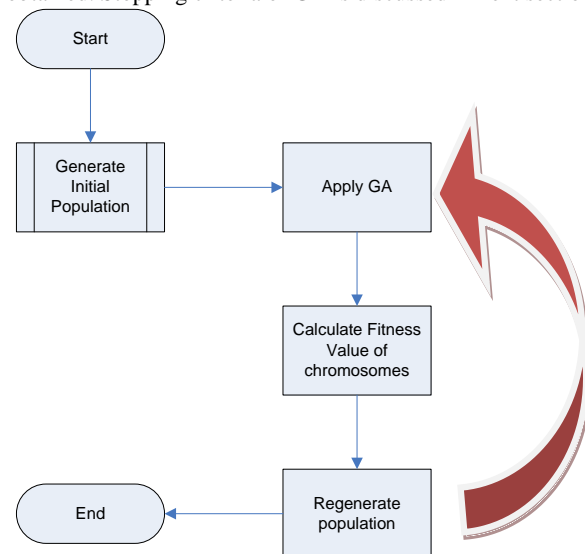 Start
Generate
Initial
Population
Apply GA
Calculate Fitness
Value of
chromosomes
Regenerate
population
End